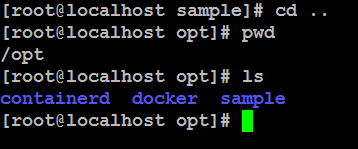 [root@localhost sample]# cd ..
[root@localhost opt]# pwd
/opt
[root@localhost opt]# ls
containerd  docker  sample
[root@localhost opt]#